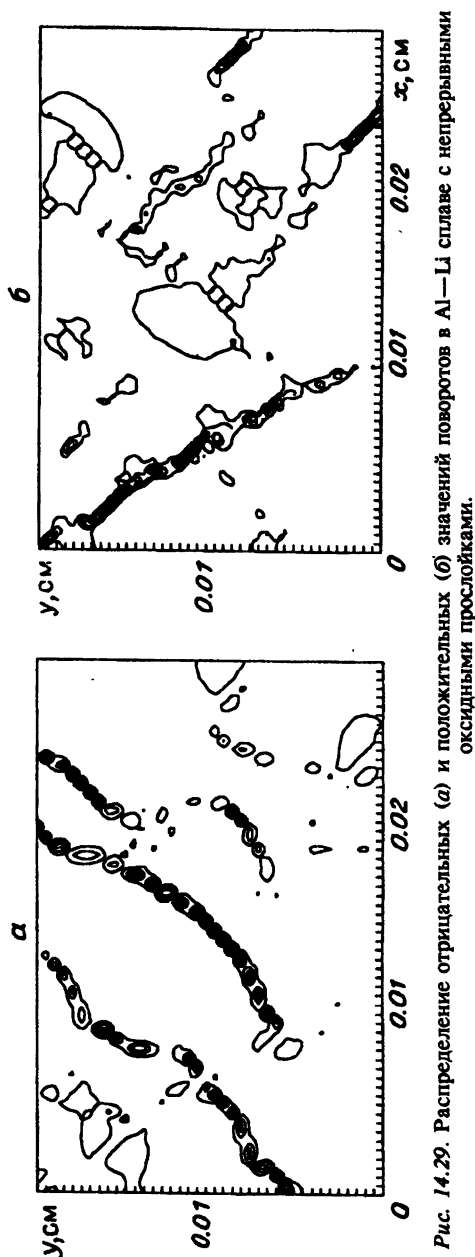 а
y,см
0.01
0
0.01
0.02
б
y,см
0.01
0
0.01
0.02
x, см
Рис. 14.29. Распределение отрицательных (а) и положительных (б) значений поворотов в Al—Li сплаве с непрерывными
оксидными прослойками.